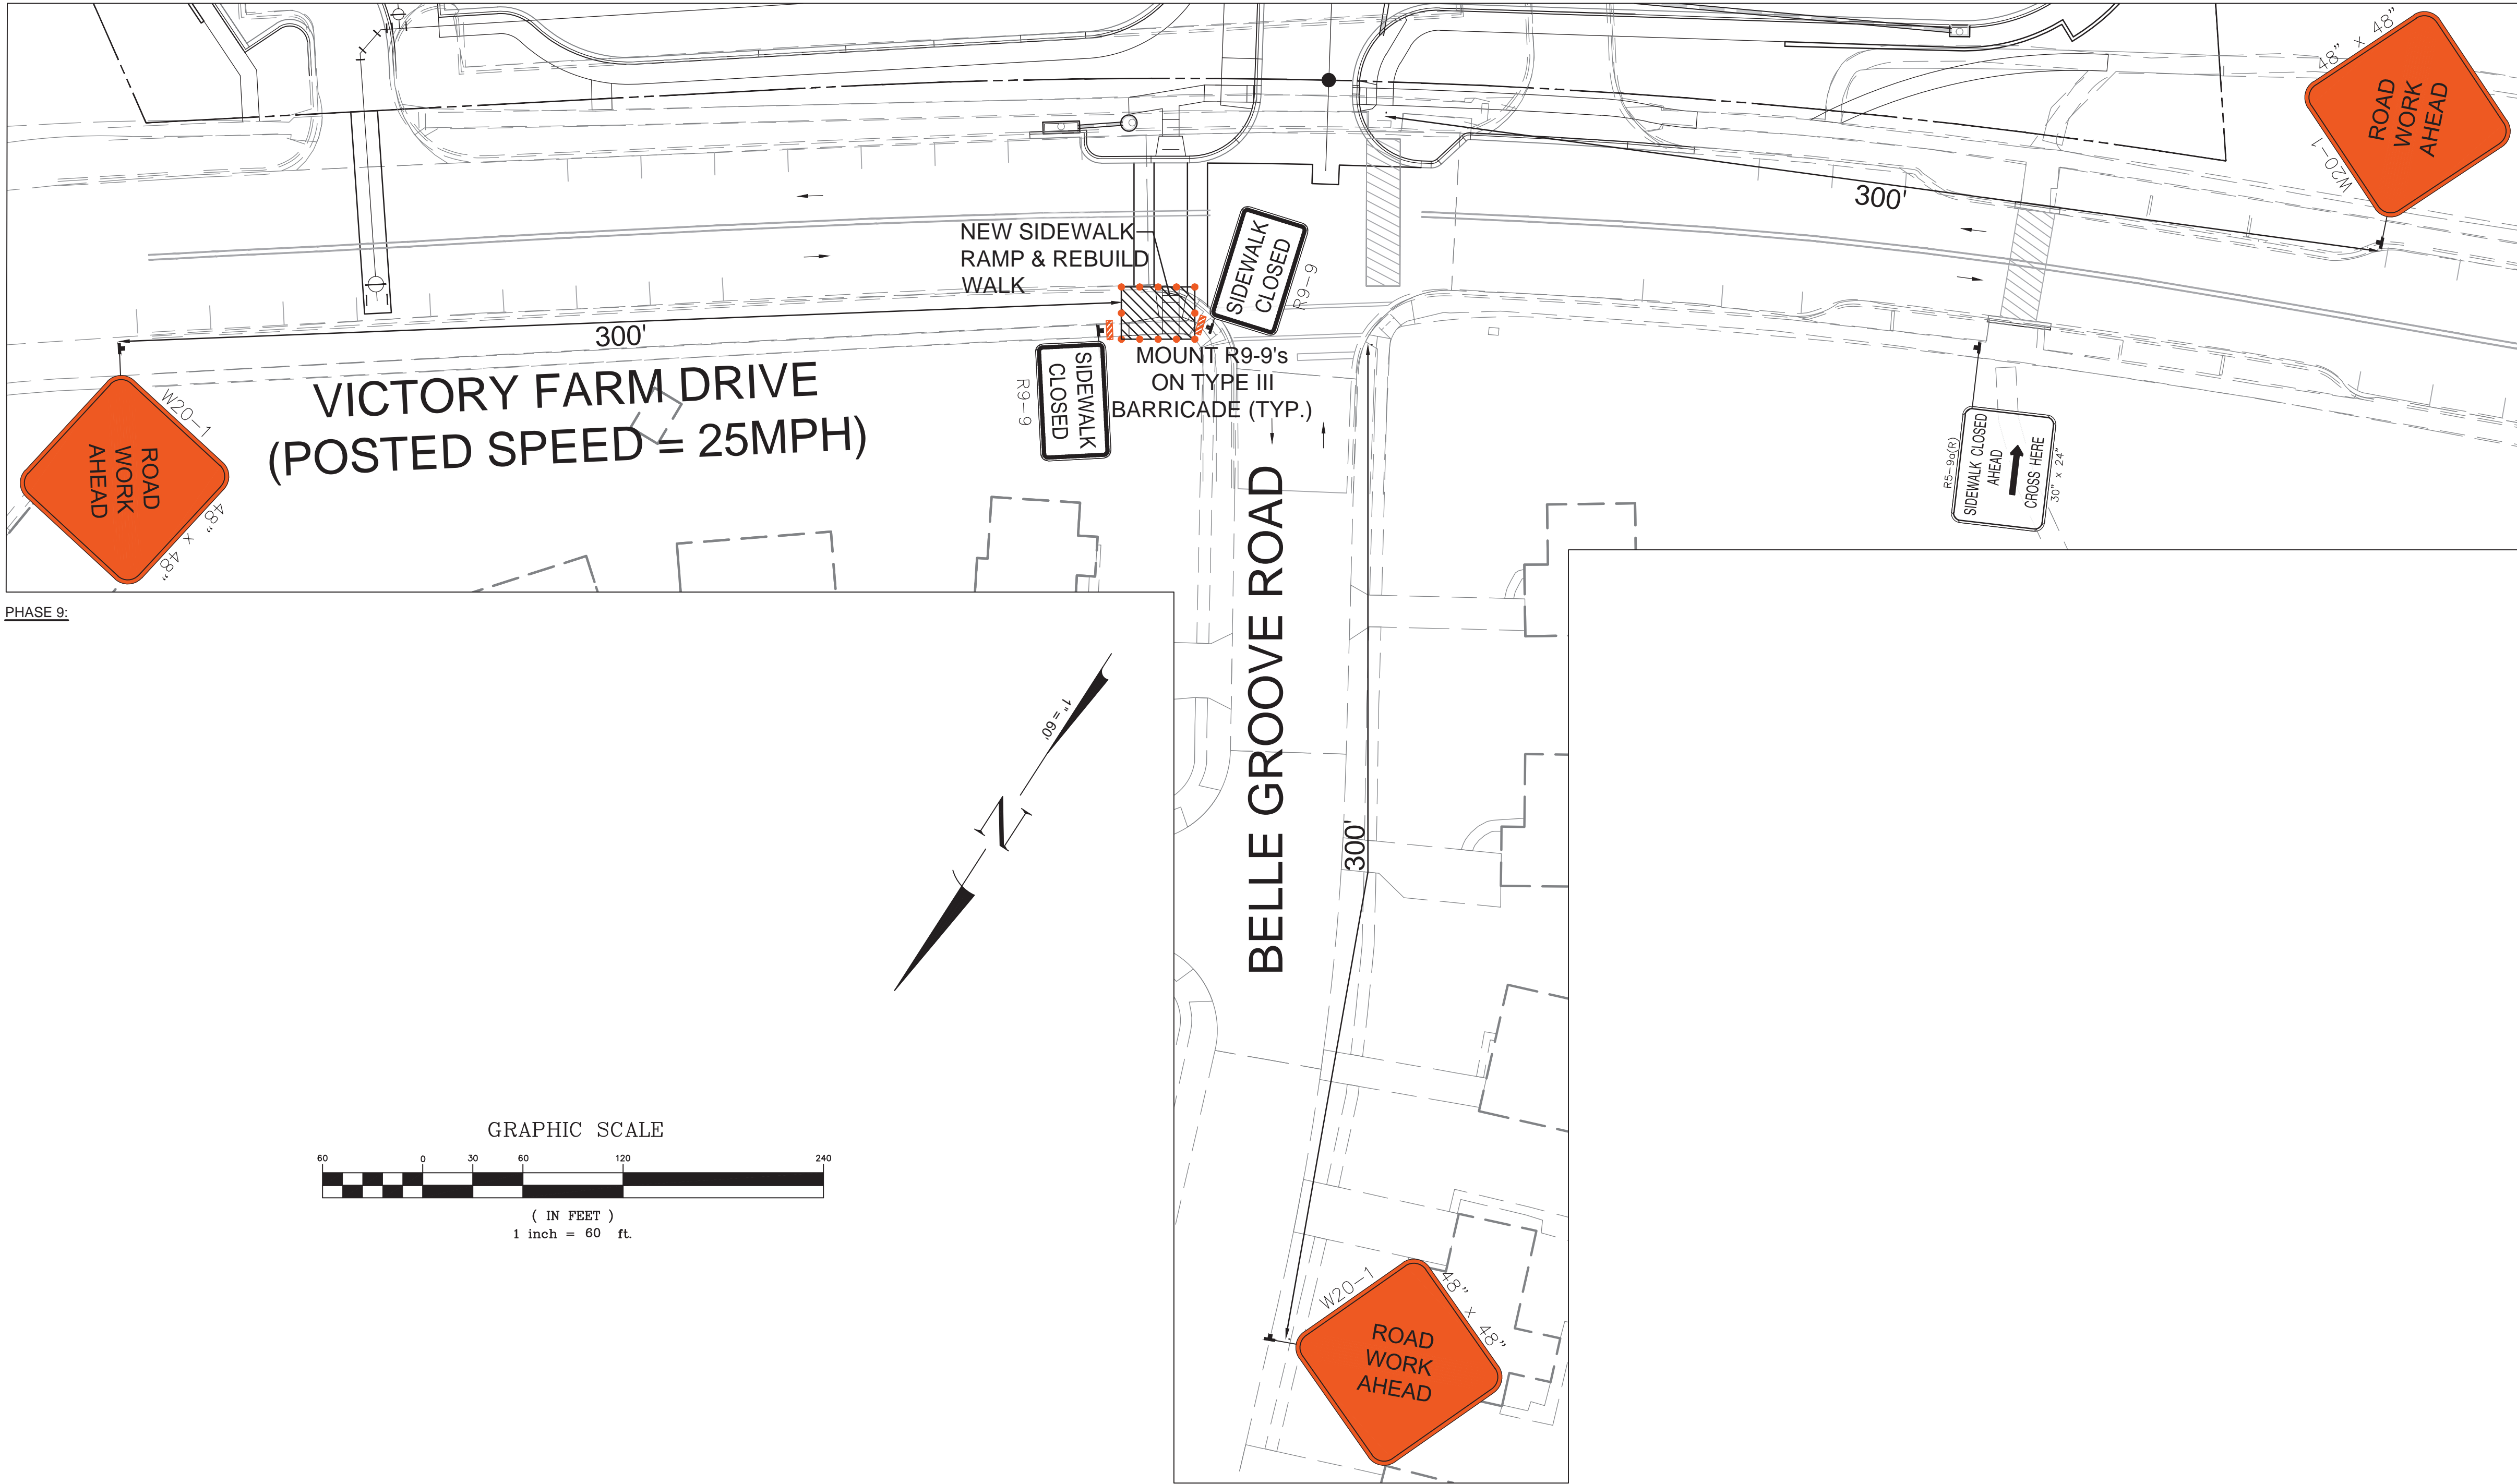 48" x 48"
ROAD
WORK
AHEAD
W20-1
300'
NEW SIDEWALK
RAMP & REBUILD
WALK
SIDEWALK
CLOSED
R9-9
300'
SIDEWALK
CLOSED
R9-9
MOUNT R9-9's
ON TYPE III
BARRICADE (TYP.)
VICTORY FARM DRIVE
(POSTED SPEED = 25MPH)
W20-1
ROAD
WORK
AHEAD
48" x 48"
R5-9a(R)
SIDEWALK CLOSED
AHEAD
CROSS HERE
30" x 24"
PHASE 9:
BELLE GROOVE ROAD
300'
1" = 60'
N
GRAPHIC SCALE
60 0 30 60 120 240
( IN FEET )
1 inch = 60 ft.
W20-1
48" x 48"
ROAD
WORK
AHEAD